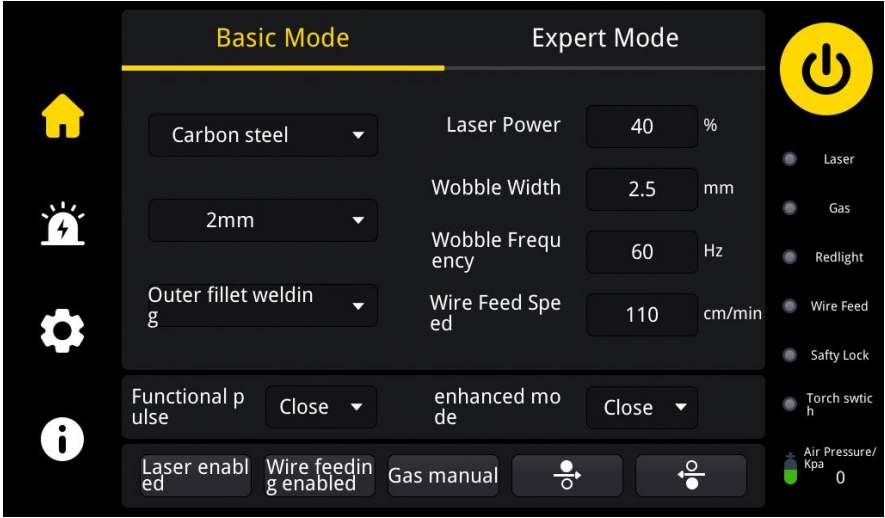 Basic Mode
Expert Mode
Carbon steel
Laser Power
40
%
2mm
Wobble Width
2.5
mm
Wobble Frequ
ency
60
Hz
Outer fillet weldin
g
Wire Feed Spe
ed
110
cm/min
Functional p
ulse
Close
enhanced mo
de
Close
Laser enabl
ed
Wire feedin
g enabled
Gas manual
Laser
Gas
Redlight
Wire Feed
Safty Lock
Torch swtic
h
Air Pressure/
Kpa
0